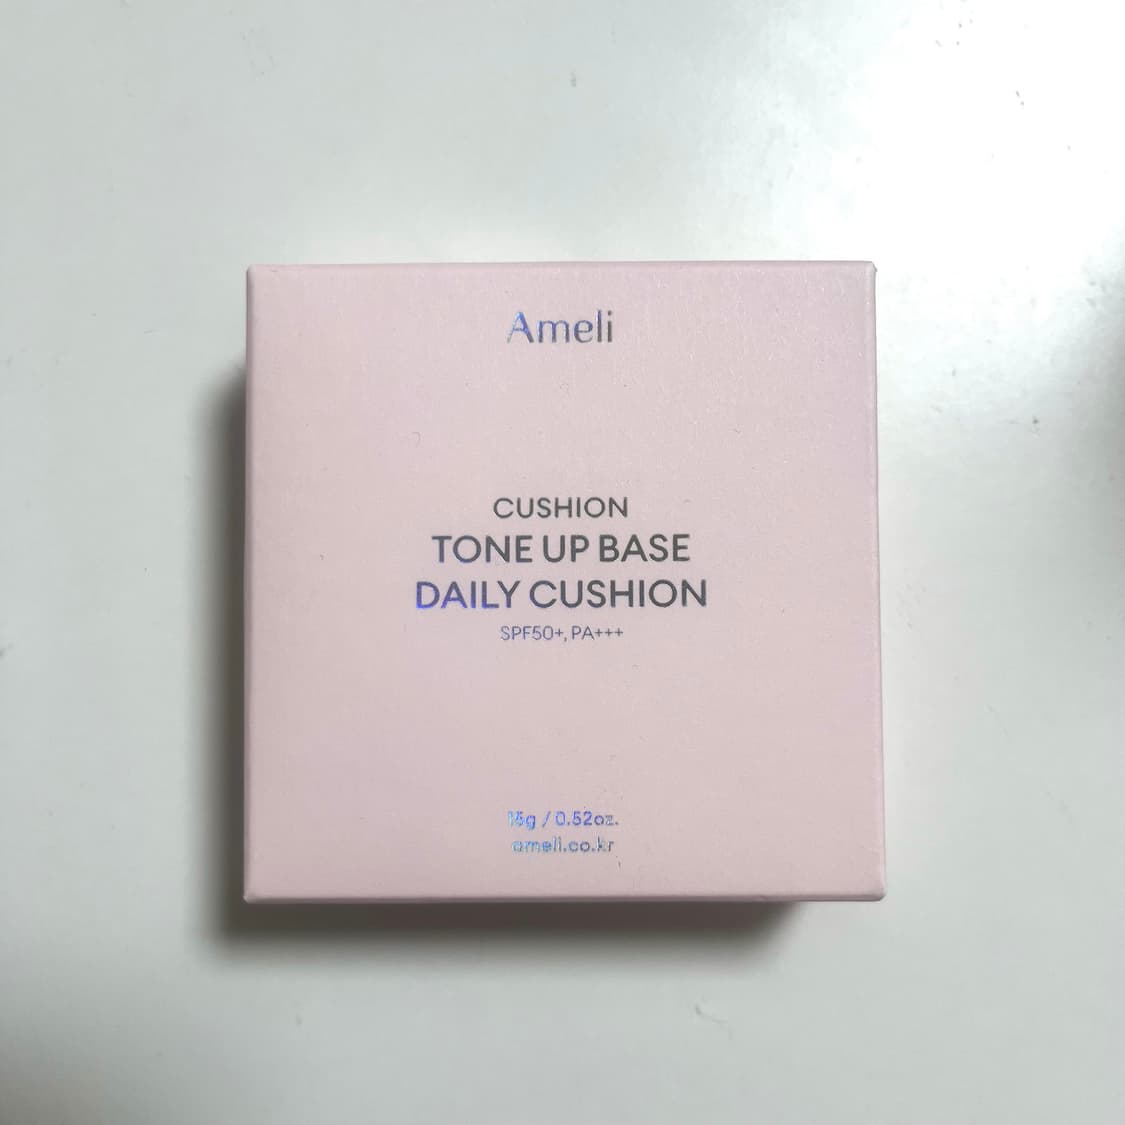 Ameli
CUSHION
TONE UP BASE
DAILY CUSHION
SPF50+, PA+++
15g / 0.52oz.
ameli.co.kr